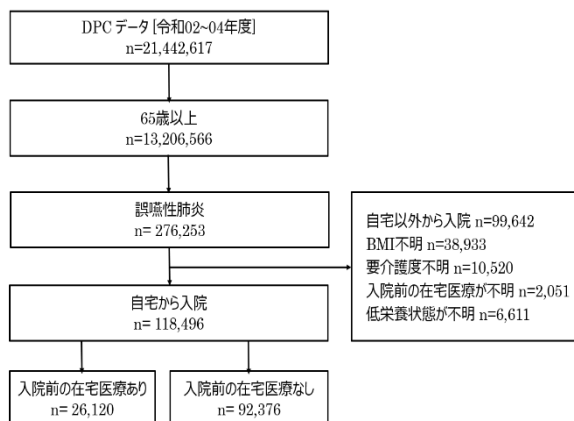 DPC データ [令和02~04年度]
n=21,442,617
65歳以上
n=13,206,566
誤嚥性肺炎
n= 276,253
自宅以外から入院 n=99,642
BMI不明 n=38,933
要介護度不明 n=10,520
入院前の在宅医療が不明 n=2,051
低栄養状態が不明 n=6,611
自宅から入院
n= 118,496
入院前の在宅医療あり
n= 26,120
入院前の在宅医療なし
n= 92,376